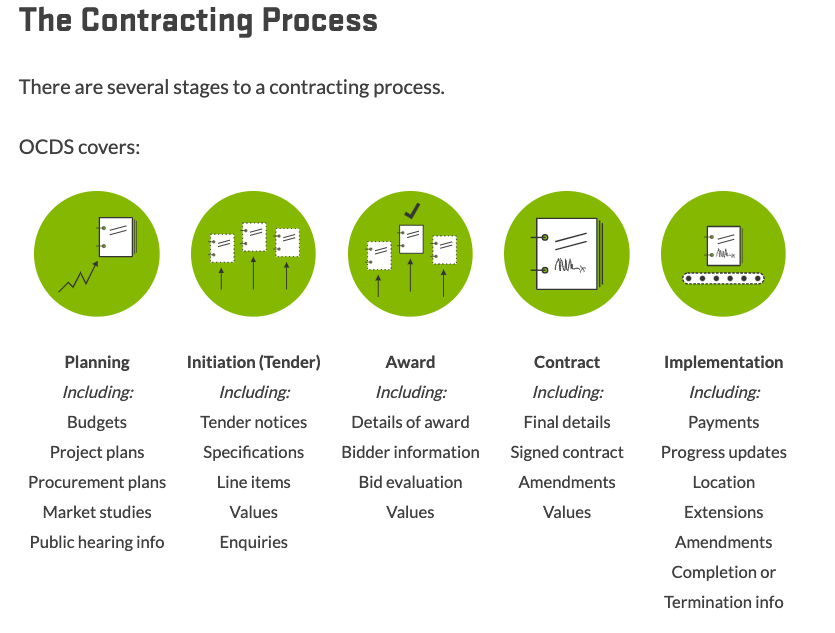 The Contracting Process
There are several stages to a contracting process.
OCDS covers:
Planning
Including:
Budgets
Project plans
Procurement plans
Market studies
Public hearing info
Initiation (Tender)
Including:
Tender notices
Specifications
Line items
Values
Enquiries
Award
Including:
Details of award
Bidder information
Bid evaluation
Values
Contract
Including:
Final details
Signed contract
Amendments
Values
Implementation
Including:
Payments
Progress updates
Location
Extensions
Amendments
Completion or
Termination info